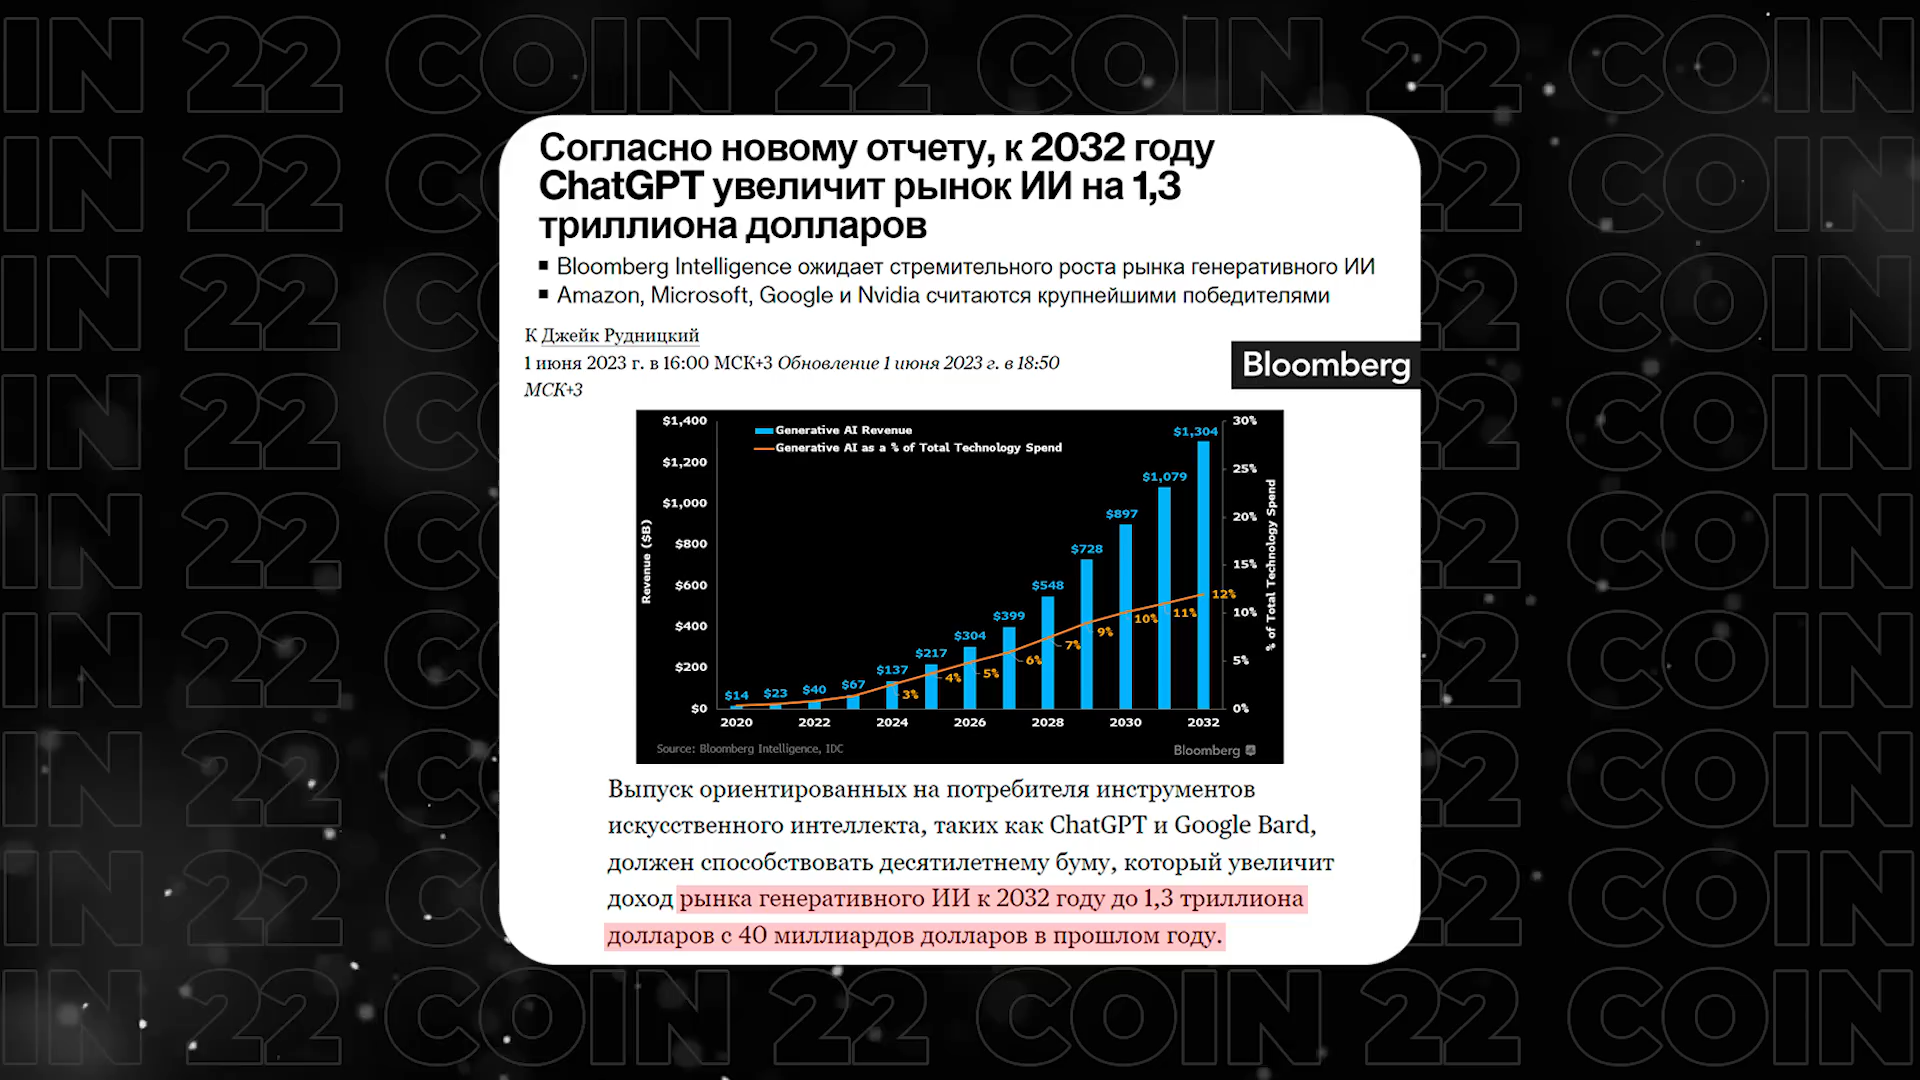 IN 22 COIN 22 COIN 22 COIN
Согласно новому отчету, к 2032 году
ChatGPT увеличит рынок ИИ на 1,3
триллиона долларов
Bloomberg Intelligence ожидает стремительного роста рынка генеративного ИИ
Amazon, Microsoft, Google и Nvidia считаются крупнейшими победителями
К Джейк Рудницкий
1 июня 2023 г. в 16:00 МСК+3 Обновление 1 июня 2023 г. в 18:50
МСК+3
Bloomberg
Generative AI Revenue
Generative AI as a % of Total Technology Spend
Revenue ($B)
$1,400
$1,200
$1,000
$800
$600
$400
$200
$0
$14 $23 $40 $67 $137 $217 $304 $399 $548 $728 $897 $1,079 $1,304
3% 4% 5% 6% 7% 9% 10% 11% 12%
30%
25%
20%
15%
10%
5%
0%
% of Total Technology Spend
2020 2022 2024 2026 2028 2030 2032
Source: Bloomberg Intelligence, IDC
Bloomberg
Выпуск ориентированных на потребителя инструментов
искусственного интеллекта, таких как ChatGPT и Google Bard,
должен способствовать десятилетнему буму, который увеличит
доход рынка генеративного ИИ к 2032 году до 1,3 триллиона
долларов с 40 миллиардов долларов в прошлом году.
IN 22 COIN 22 COIN 22 COIN